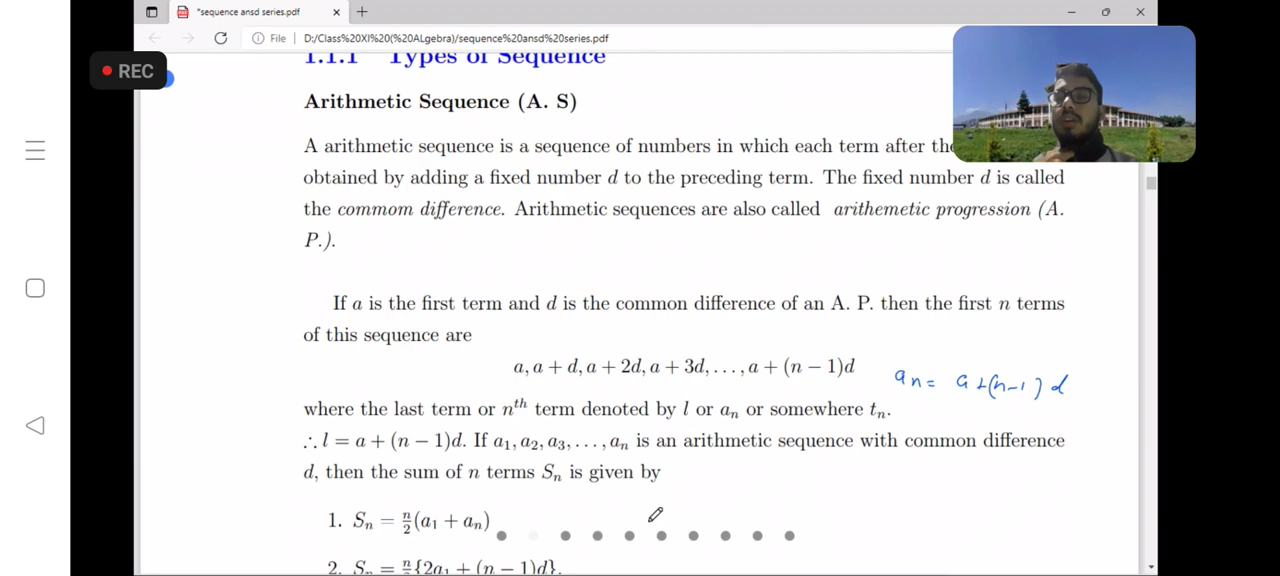 *sequence ansd series.pdf
File | D:/Class%20XI%20(%20ALgebra)/sequence%20ansd%20series.pdf
REC
1.1.1 Types of Sequence
Arithmetic Sequence (A. S)
A arithmetic sequence is a sequence of numbers in which each term after the
obtained by adding a fixed number d to the preceding term. The fixed number d is called
the commom difference. Arithmetic sequences are also called arithemetic progression (A.
P.).
If a is the first term and d is the common difference of an A. P. then the first n terms
of this sequence are
a, a + d, a + 2d, a + 3d, . . . , a + (n − 1)d
an = a+(n-1) d
where the last term or nᵗʰ term denoted by l or aₙ or somewhere tₙ.
∴ l = a + (n − 1)d. If a₁, a₂, a₃, . . . , aₙ is an arithmetic sequence with common difference
d, then the sum of n terms Sₙ is given by
1. Sₙ = n/2(a₁ + aₙ)
2. Sₙ = n/2{2a₁ + (n − 1)d}.